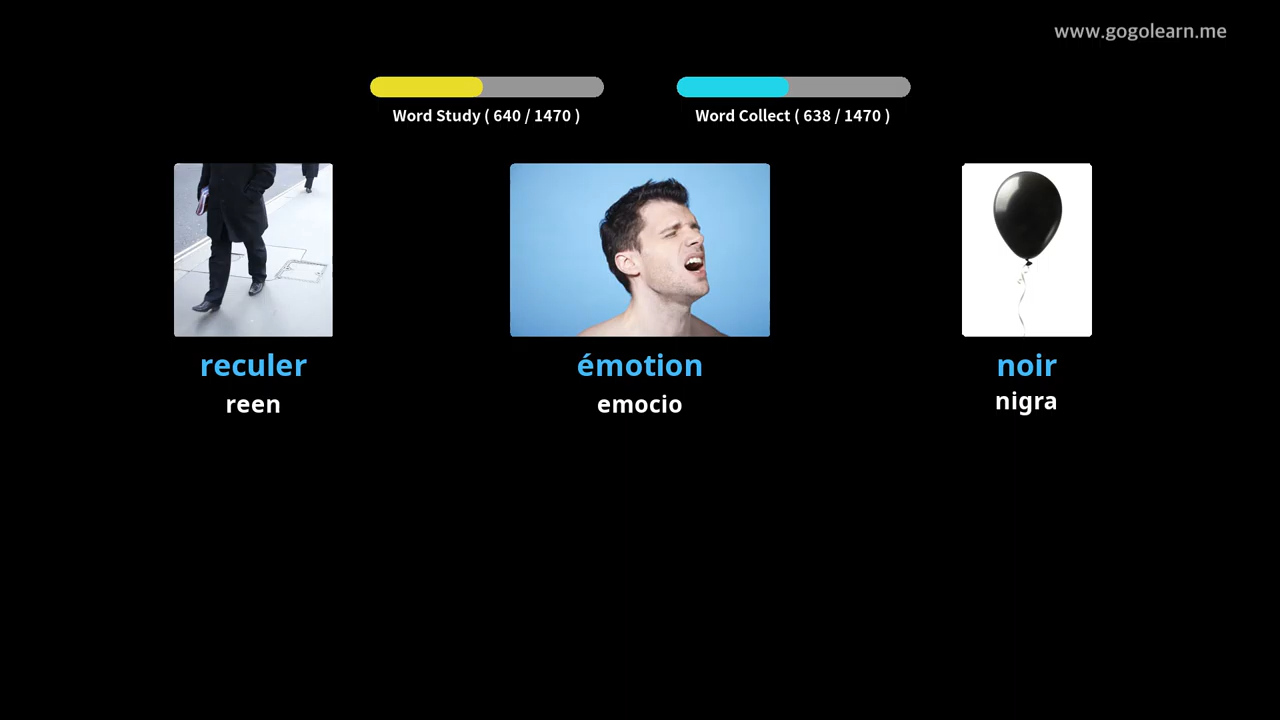 www.gogolearn.me
Word Study ( 640 / 1470 )
Word Collect ( 638 / 1470 )
reculer
émotion
noir
reen
emocio
nigra